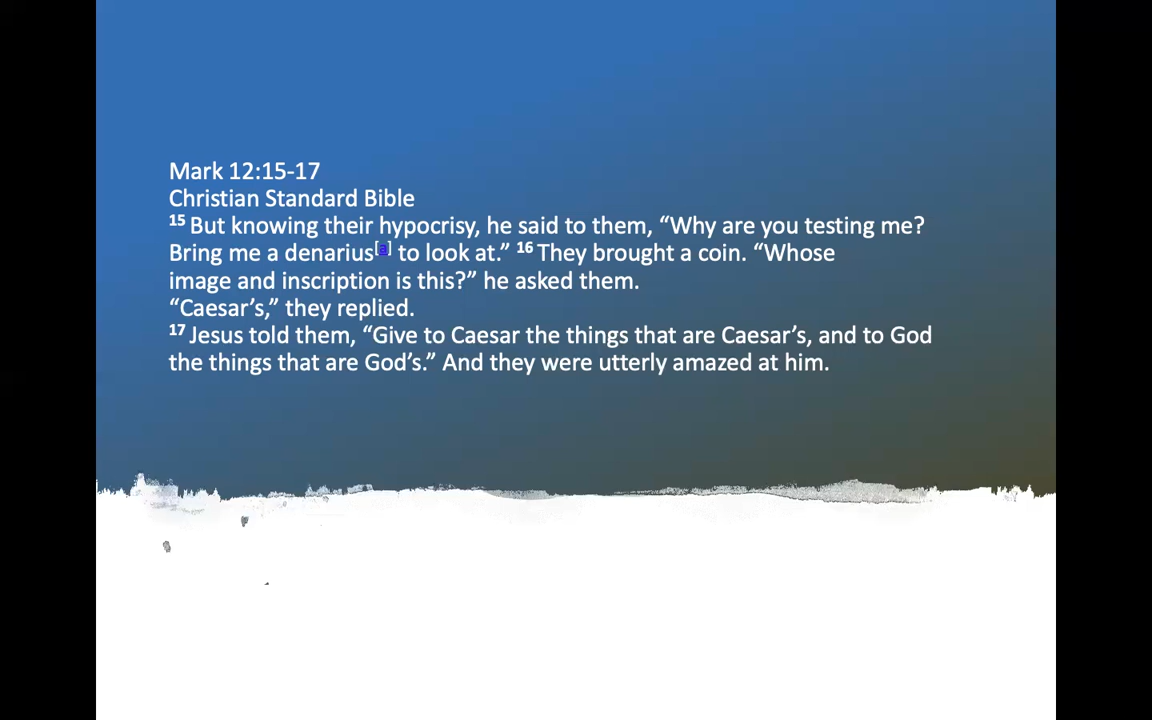 Mark 12:15-17
Christian Standard Bible
15 But knowing their hypocrisy, he said to them, “Why are you testing me?
Bring me a denarius[a] to look at.” 16 They brought a coin. “Whose
image and inscription is this?” he asked them.
“Caesar’s,” they replied.
17 Jesus told them, “Give to Caesar the things that are Caesar’s, and to God
the things that are God’s.” And they were utterly amazed at him.